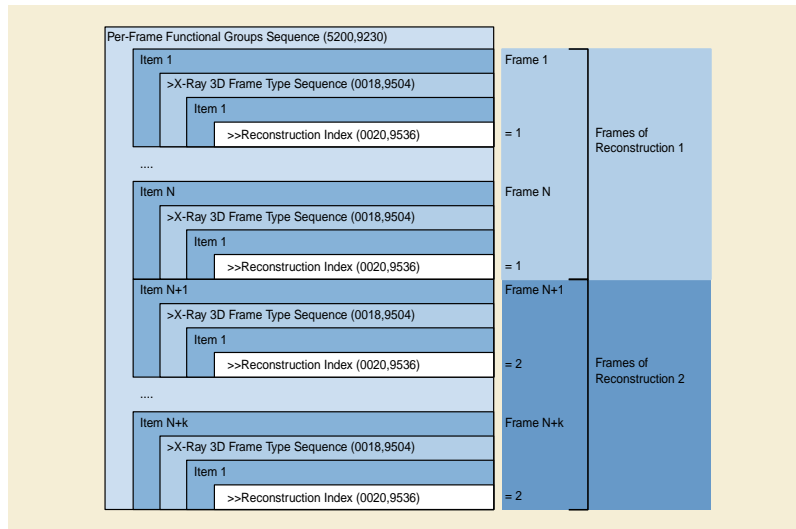 Per-Frame Functional Groups Sequence (5200,9230)
Item 1
Frame 1
>X-Ray 3D Frame Type Sequence (0018,9504)
Item 1
>>Reconstruction Index (0020,9536)
= 1
Frames of
Reconstruction 1
....
Item N
Frame N
>X-Ray 3D Frame Type Sequence (0018,9504)
Item 1
>>Reconstruction Index (0020,9536)
= 1
Item N+1
Frame N+1
>X-Ray 3D Frame Type Sequence (0018,9504)
Item 1
>>Reconstruction Index (0020,9536)
= 2
Frames of
Reconstruction 2
....
Item N+k
Frame N+k
>X-Ray 3D Frame Type Sequence (0018,9504)
Item 1
>>Reconstruction Index (0020,9536)
= 2